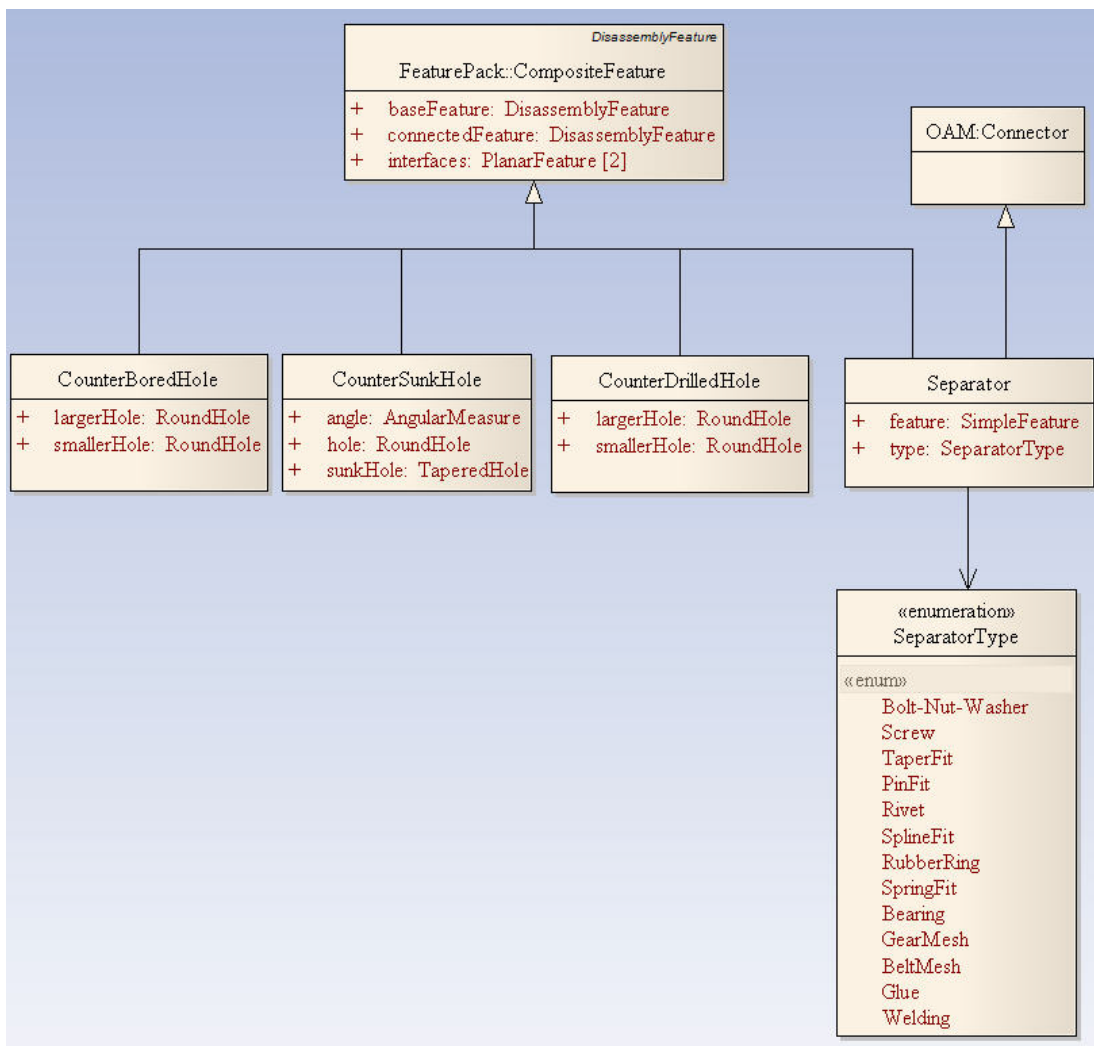 DisassemblyFeature
FeaturePack::CompositeFeature
+ baseFeature: DisassemblyFeature
+ connectedFeature: DisassemblyFeature
+ interfaces: PlanarFeature [2]
OAM:Connector
CounterBoredHole
+ largerHole: RoundHole
+ smallerHole: RoundHole
CounterSunkHole
+ angle: AngularMeasure
+ hole: RoundHole
+ sunkHole: TaperedHole
CounterDrilledHole
+ largerHole: RoundHole
+ smallerHole: RoundHole
Separator
+ feature: SimpleFeature
+ type: SeparatorType
«enumeration»
SeparatorType
«enum»
Bolt-Nut-Washer
Screw
TaperFit
PinFit
Rivet
SplineFit
RubberRing
SpringFit
Bearing
GearMesh
BeltMesh
Glue
Welding